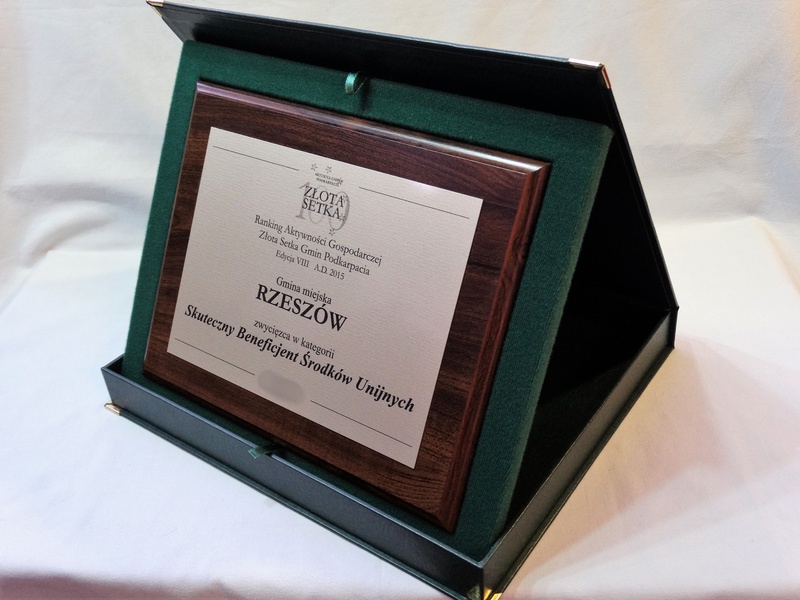 ZŁOTA
100
SETKA
Ranking Aktywności Gospodarczej
Złota Setka Gmin Podkarpacia
Edycja VIII A.D. 2015
Gmina miejska
RZESZÓW
zwycięzca w kategorii
Skuteczny Beneficjent Środków Unijnych